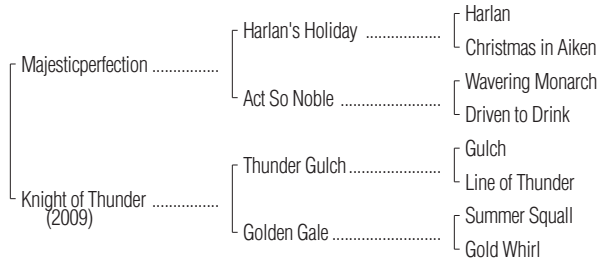 Harlan
Harlan's Holiday ..................
Christmas in Aiken
Majesticperfection ................
Wavering Monarch
Act So Noble ........................
Driven to Drink
Gulch
Thunder Gulch......................
Line of Thunder
Knight of Thunder ................
(2009)
Summer Squall
Golden Gale ..........................
Gold Whirl